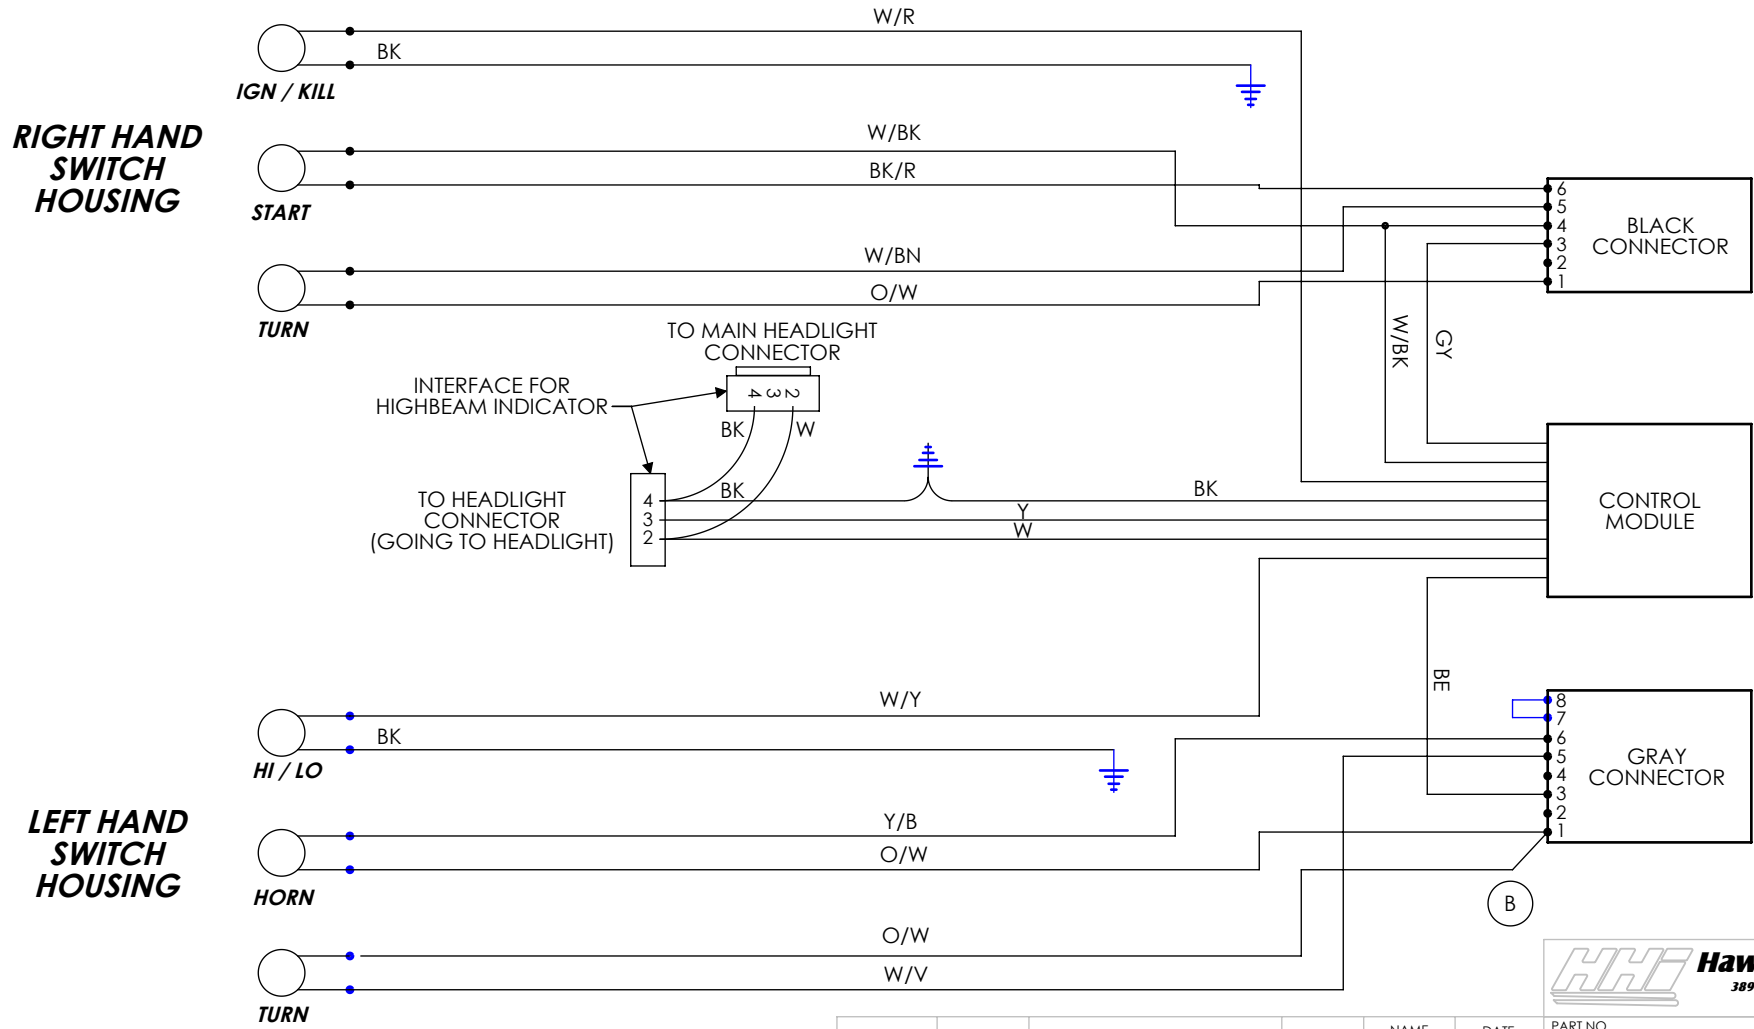 W/R
BK
IGN / KILL
RIGHT HAND
SWITCH
HOUSING
W/BK
BK/R
START
W/BN
O/W
TURN
6
5
4
3
2
1
BLACK
CONNECTOR
W/BK
GY
TO MAIN HEADLIGHT
CONNECTOR
4 3 2
INTERFACE FOR
HIGHBEAM INDICATOR
BK
W
TO HEADLIGHT
CONNECTOR
(GOING TO HEADLIGHT)
4
3
2
BK
BK
Y
W
CONTROL
MODULE
BE
W/Y
BK
HI / LO
LEFT HAND
SWITCH
HOUSING
Y/B
O/W
HORN
O/W
W/V
TURN
8
7
6
5
4
3
2
1
GRAY
CONNECTOR
B
HHI
Haw
389
NAME
DATE
PART NO